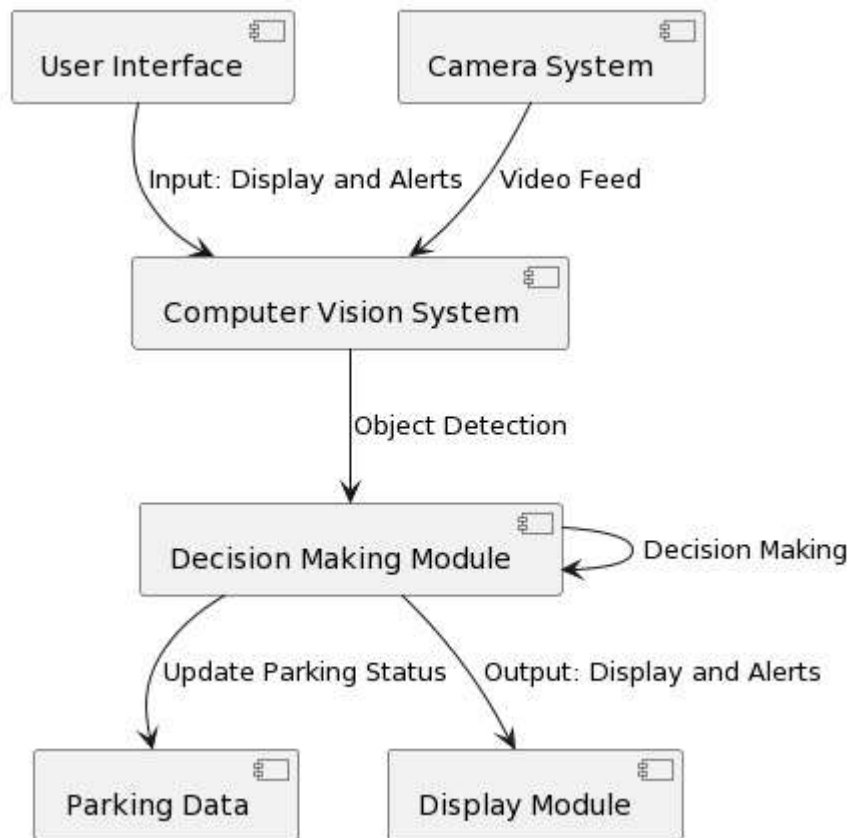 User Interface
Camera System
Input: Display and Alerts
Video Feed
Computer Vision System
Object Detection
Decision Making Module
Decision Making
Update Parking Status
Output: Display and Alerts
Parking Data
Display Module